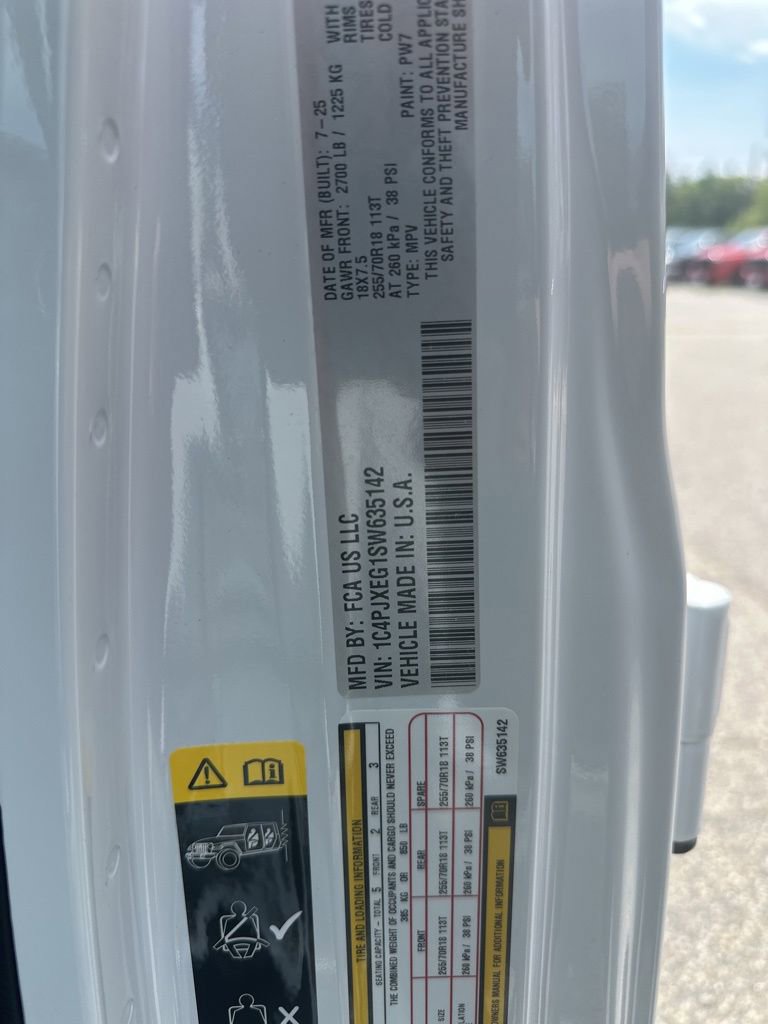 MFD BY: FCA US LLC
VIN: 1C4PJXEG1SW635142
VEHICLE MADE IN: U.S.A.
DATE OF MFR (BUILT): 7-25
GAWR FRONT: 2700 LB / 1225 KG WITH
18X7.5 RIMS
255/70R18 113T TIRES
AT 260 kPa / 38 PSI COLD
TYPE: MPV PAINT: PW7
THIS VEHICLE CONFORMS TO ALL APPLIC
SAFETY AND THEFT PREVENTION STA
MANUFACTURE SH
TIRE AND LOADING INFORMATION
SEATING CAPACITY - TOTAL 5 FRONT 2 REAR 3
THE COMBINED WEIGHT OF OCCUPANTS AND CARGO SHOULD NEVER EXCEED
385 KG OR 850 LB
FRONT REAR SPARE
SIZE 255/70R18 113T 255/70R18 113T 255/70R18 113T
LATION 260 kPa / 38 PSI 260 kPa / 38 PSI 260 kPa / 38 PSI
OWNERS MANUAL FOR ADDITIONAL INFORMATION
SW635142